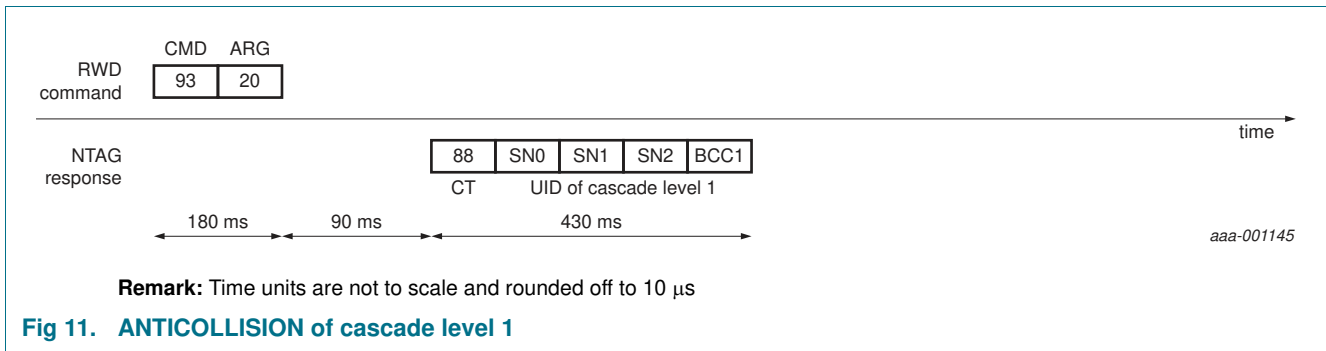 CMD ARG
RWD command 93 20
time
NTAG response 88 SN0 SN1 SN2 BCC1
CT UID of cascade level 1
180 ms 90 ms 430 ms
aaa-001145
Remark: Time units are not to scale and rounded off to 10 μs
Fig 11. ANTICOLLISION of cascade level 1